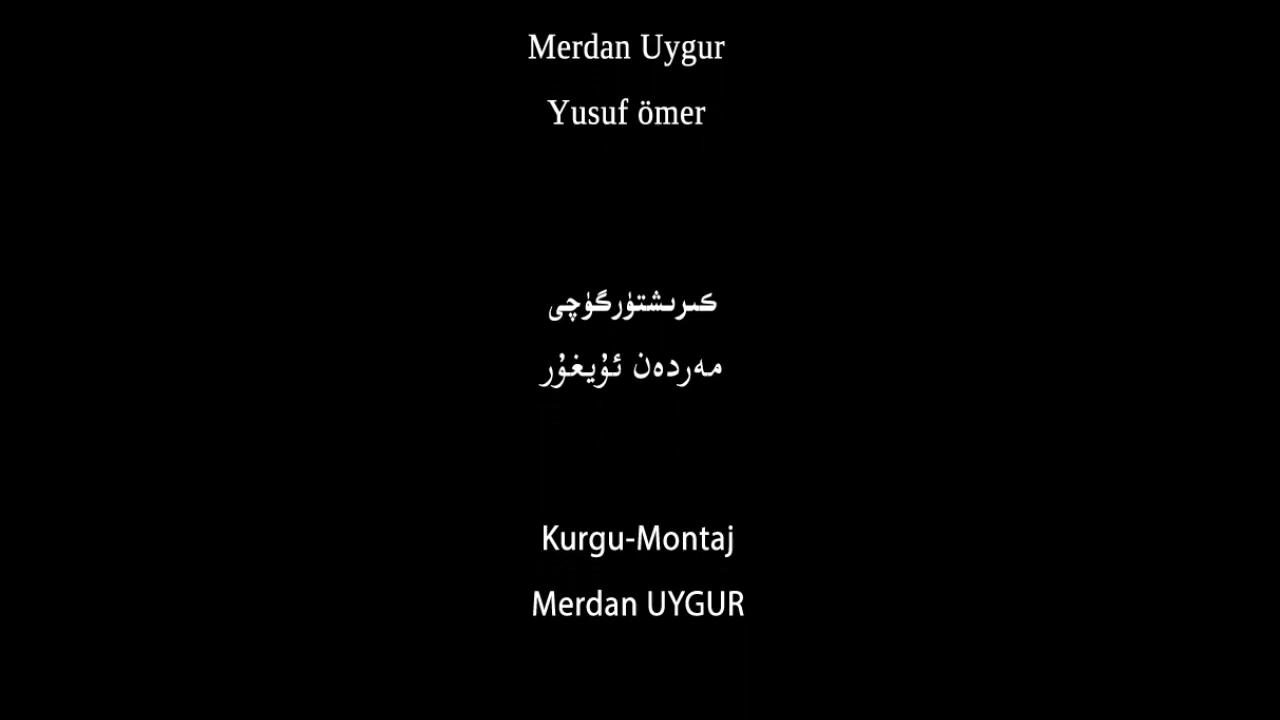 Merdan Uygur
Yusuf ömer
كىرىشتۈرگۈچى
مەردەن ئۇيغۇر
Kurgu-Montaj
Merdan UYGUR